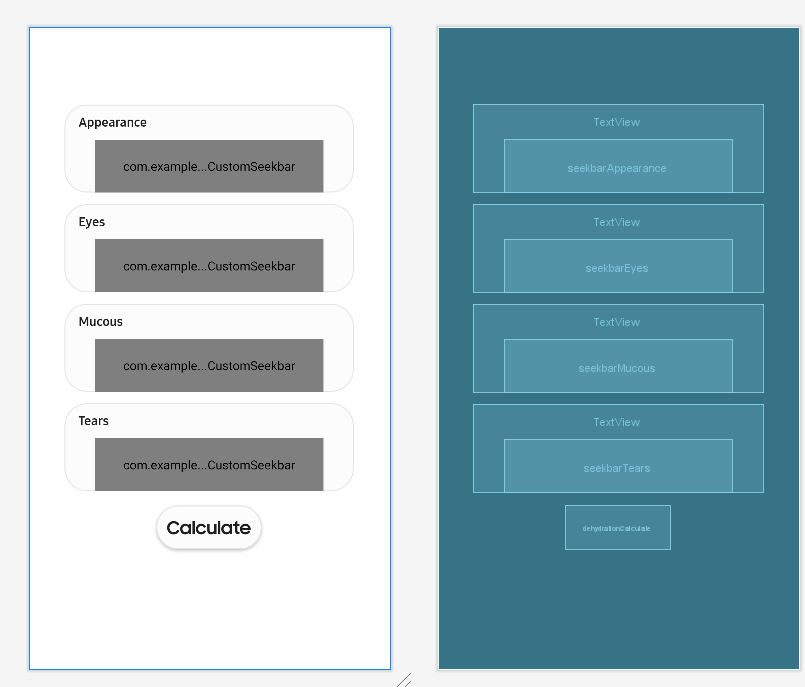 Appearance
com.example...CustomSeekbar
Eyes
com.example...CustomSeekbar
Mucous
com.example...CustomSeekbar
Tears
com.example...CustomSeekbar
Calculate
TextView
seekbarAppearance
TextView
seekbarEyes
TextView
seekbarMucous
TextView
seekbarTears
dehydrationCalculate